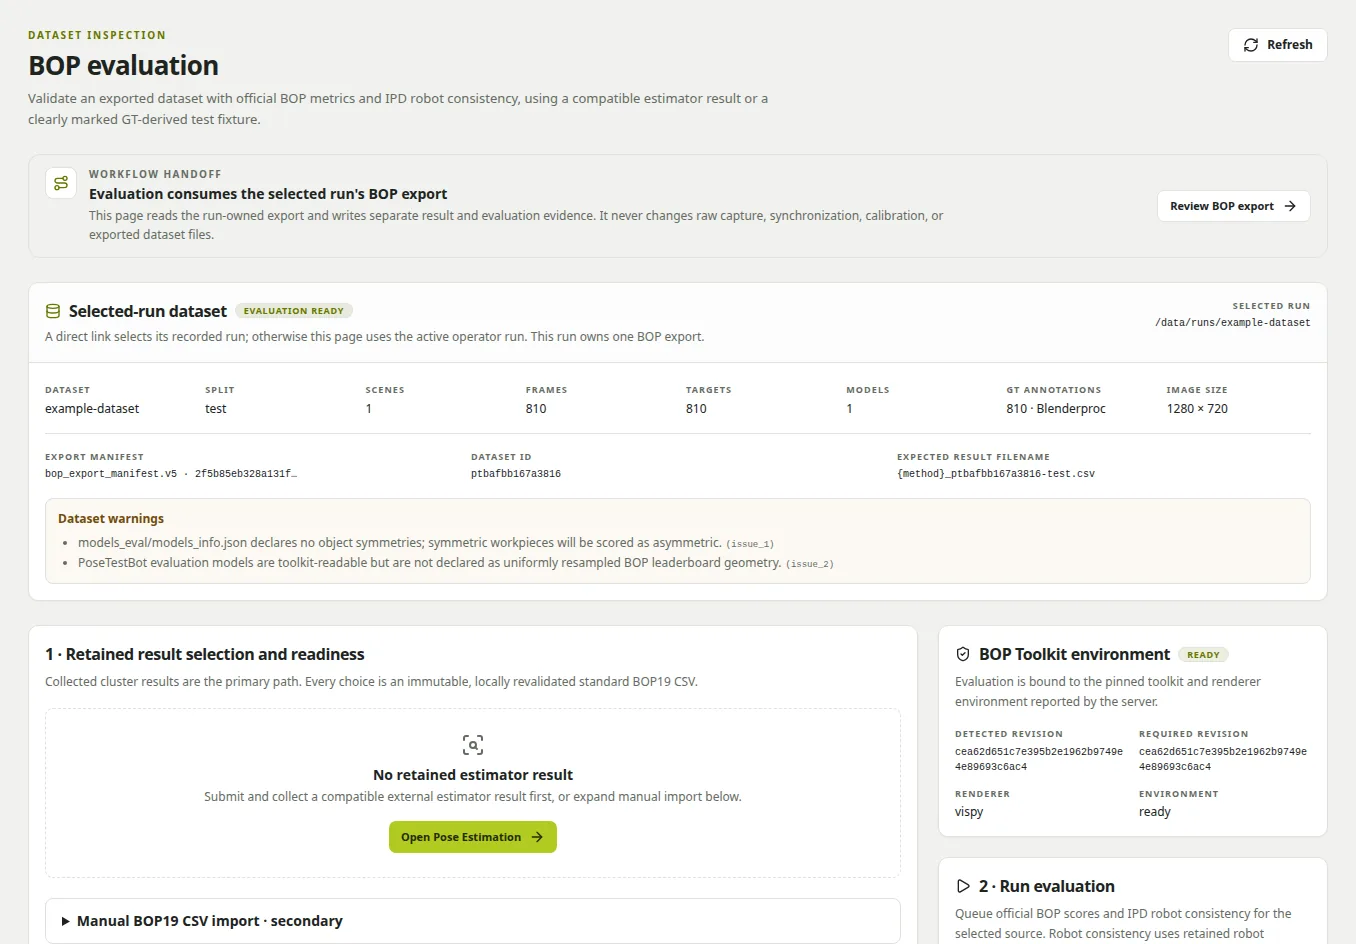 DATASET INSPECTION
BOP evaluation
Validate an exported dataset with official BOP metrics and IPD robot consistency, using a compatible estimator result or a
clearly marked GT-derived test fixture.
Refresh
WORKFLOW HANDOFF
Evaluation consumes the selected run's BOP export
This page reads the run-owned export and writes separate result and evaluation evidence. It never changes raw capture, synchronization, calibration, or
exported dataset files.
Review BOP export
Selected-run dataset EVALUATION READY
A direct link selects its recorded run; otherwise this page uses the active operator run. This run owns one BOP export.
SELECTED RUN
/data/runs/example-dataset
DATASET SPLIT SCENES FRAMES TARGETS MODELS GT ANNOTATIONS IMAGE SIZE
example-dataset test 1 810 810 1 810 · Blenderproc 1280 × 720
EXPORT MANIFEST DATASET ID EXPECTED RESULT FILENAME
bop_export_manifest.v5 · 2f5b85eb328a131f… ptbafbb167a3816 {method}_ptbafbb167a3816-test.csv
Dataset warnings
• models_eval/models_info.json declares no object symmetries; symmetric workpieces will be scored as asymmetric. (issue_1)
• PoseTestBot evaluation models are toolkit-readable but are not declared as uniformly resampled BOP leaderboard geometry. (issue_2)
1 · Retained result selection and readiness
Collected cluster results are the primary path. Every choice is an immutable, locally revalidated standard BOP19 CSV.
No retained estimator result
Submit and collect a compatible external estimator result first, or expand manual import below.
Open Pose Estimation
Manual BOP19 CSV import · secondary
BOP Toolkit environment READY
Evaluation is bound to the pinned toolkit and renderer
environment reported by the server.
DETECTED REVISION REQUIRED REVISION
cea62d651c7e395b2e1962b9749e cea62d651c7e395b2e1962b9749e
4e89693c6ac4 4e89693c6ac4
RENDERER ENVIRONMENT
vispy ready
2 · Run evaluation
Queue official BOP scores and IPD robot consistency for the
selected source. Robot consistency uses retained robot